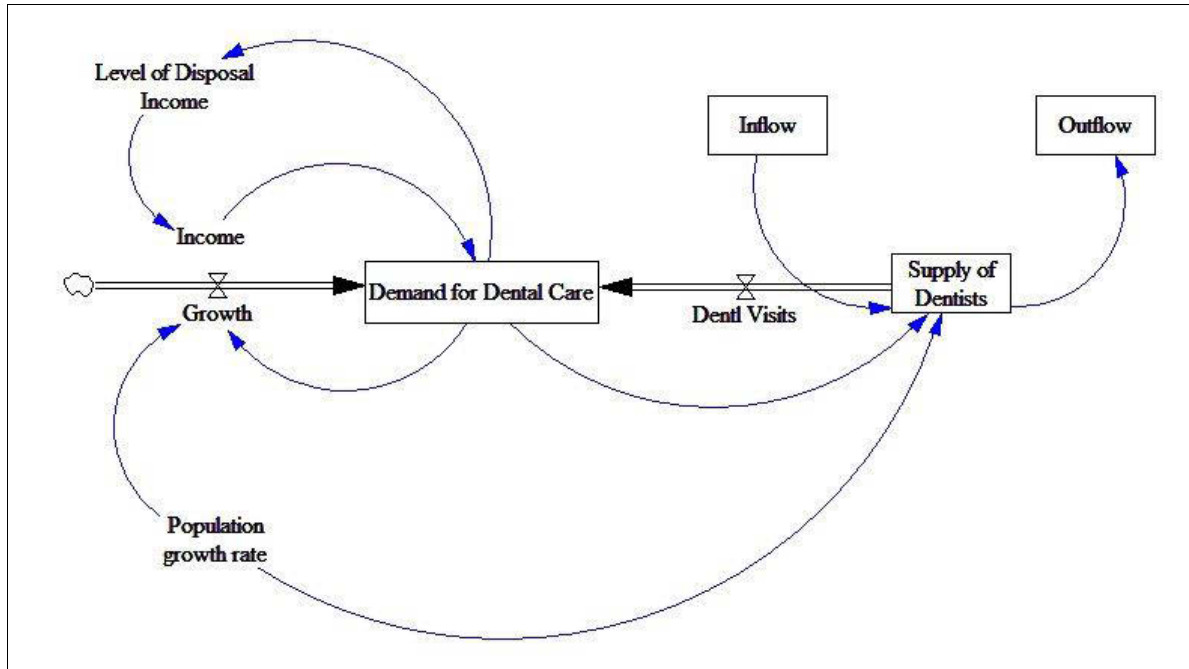 Level of Disposal
Income
Income
Growth
Demand for Dental Care
Inflow
Outflow
Dentl Visits
Supply of
Dentists
Population
growth rate